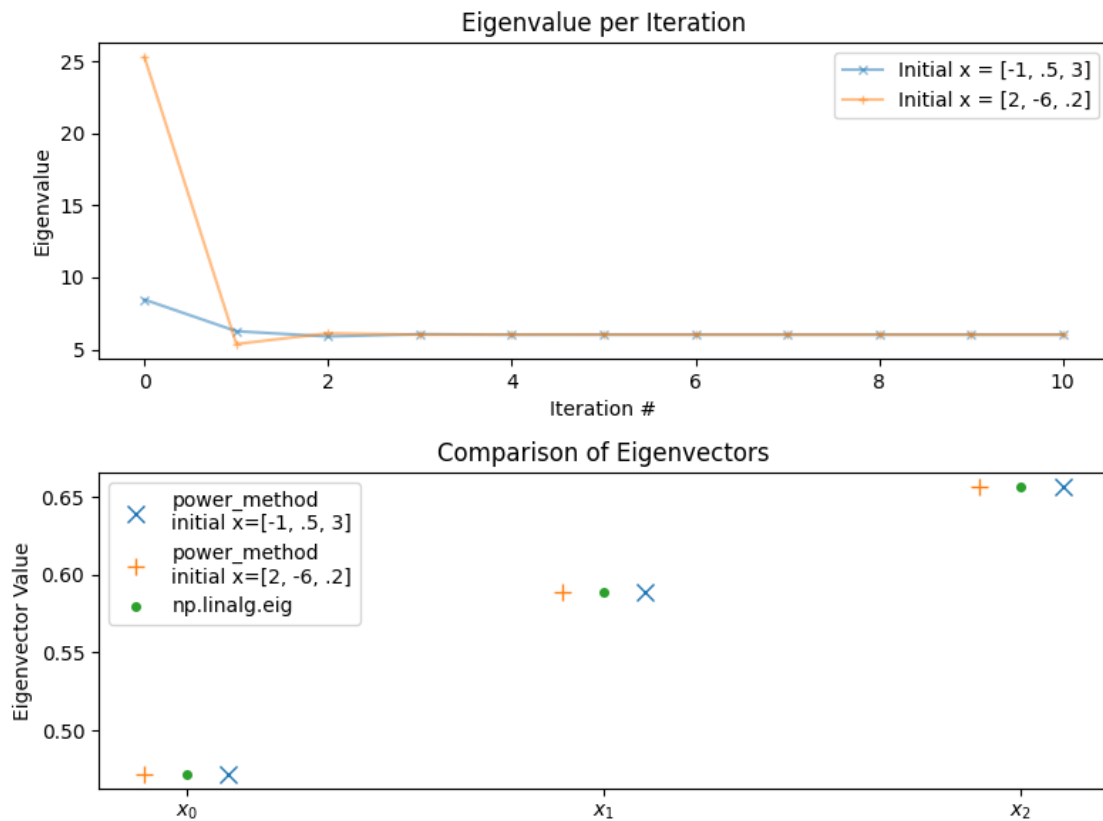 Eigenvalue per Iteration
25
20
15
10
5
Eigenvalue
Initial x = [-1, .5, 3]
Initial x = [2, -6, .2]
0
2
4
6
8
10
Iteration #
Comparison of Eigenvectors
0.65
0.60
0.55
0.50
Eigenvector Value
power_method
initial x=[-1, .5, 3]
power_method
initial x=[2, -6, .2]
np.linalg.eig
x₀
x₁
x₂